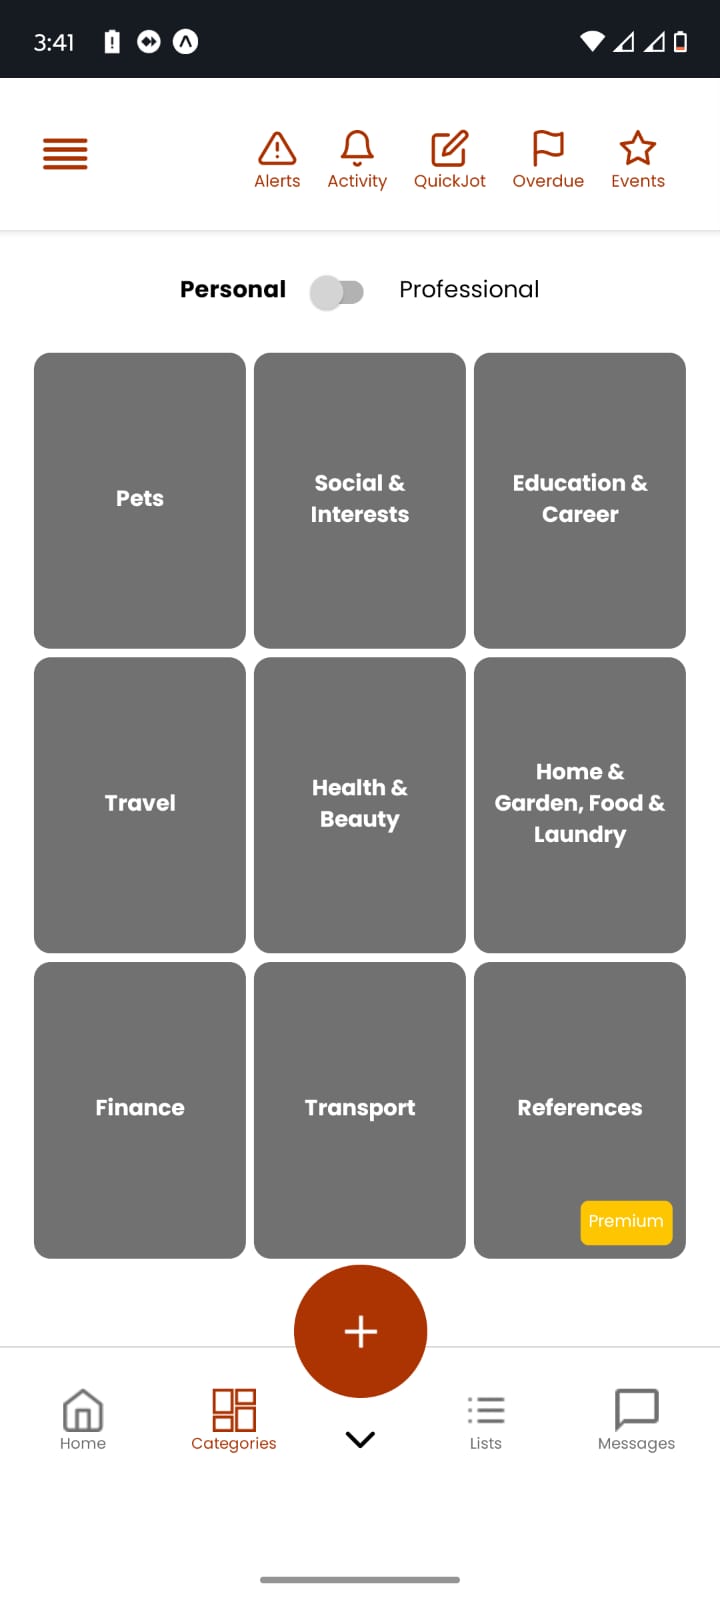 3:41
Alerts
Activity
QuickJot
Overdue
Events
Personal
Professional
Pets
Social &
Interests
Education &
Career
Travel
Health &
Beauty
Home &
Garden, Food &
Laundry
Finance
Transport
References
Premium
+
Home
Categories
Lists
Messages